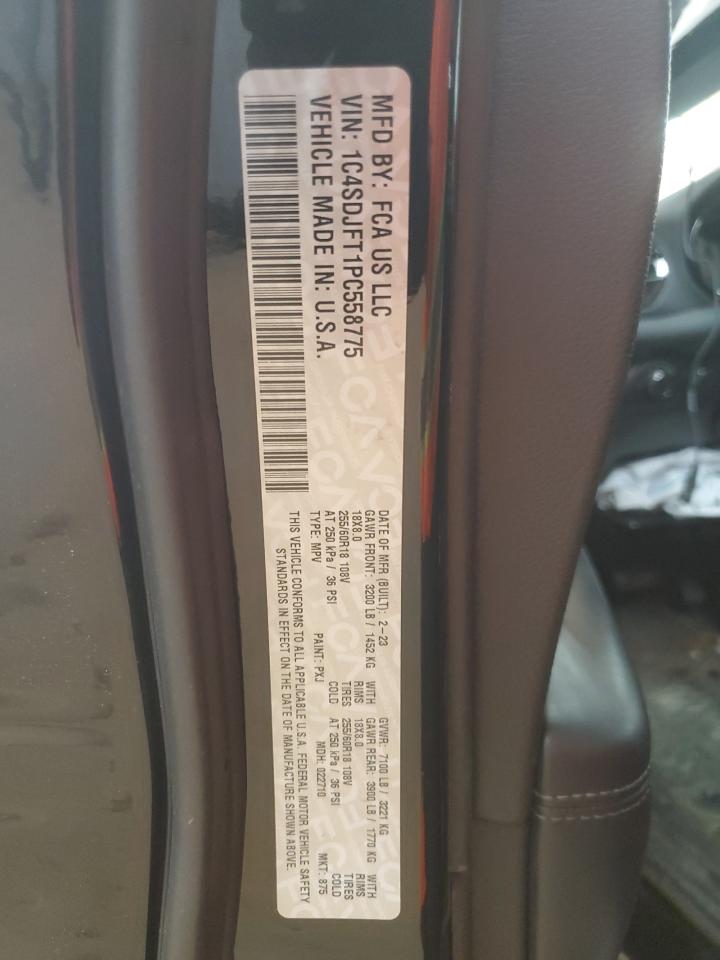 MFD BY: FCA US LLC
VIN: 1C4SDJFT1PC558775
VEHICLE MADE IN: U.S.A.
DATE OF MFR (BUILT): 2-23 GVWR: 7100 LB / 3221 KG
GAWR FRONT: 3200 LB / 1452 KG WITH GAWR REAR: 3900 LB / 1770 KG WITH
18X8.0 RIMS 18X8.0 RIMS
255/60R18 108V TIRES 255/60R18 108V TIRES
AT 250 kPa / 36 PSI COLD AT 250 kPa / 36 PSI COLD
TYPE: MPV PAINT: PXJ MDH: 022710 MKT: 875
THIS VEHICLE CONFORMS TO ALL APPLICABLE U.S.A. FEDERAL MOTOR VEHICLE SAFETY
STANDARDS IN EFFECT ON THE DATE OF MANUFACTURE SHOWN ABOVE.